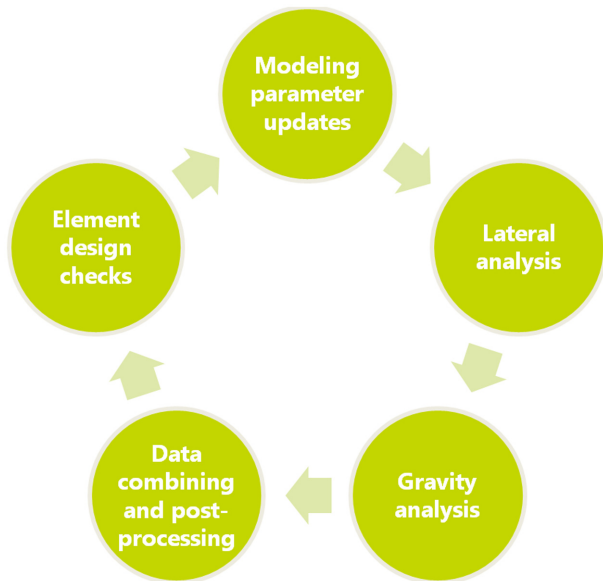 Modeling
parameter
updates
Lateral
analysis
Gravity
analysis
Data
combining
and post-
processing
Element
design
checks